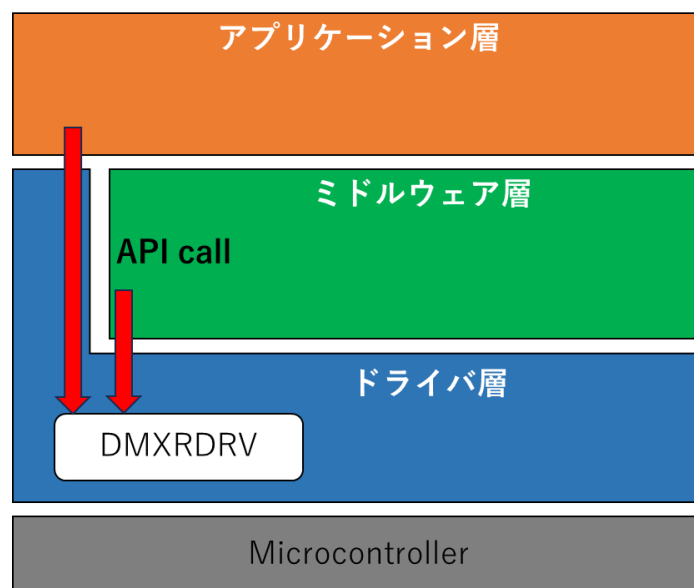 アプリケーション層
ミドルウェア層
API call
ドライバ層
DMXRDRV
Microcontroller